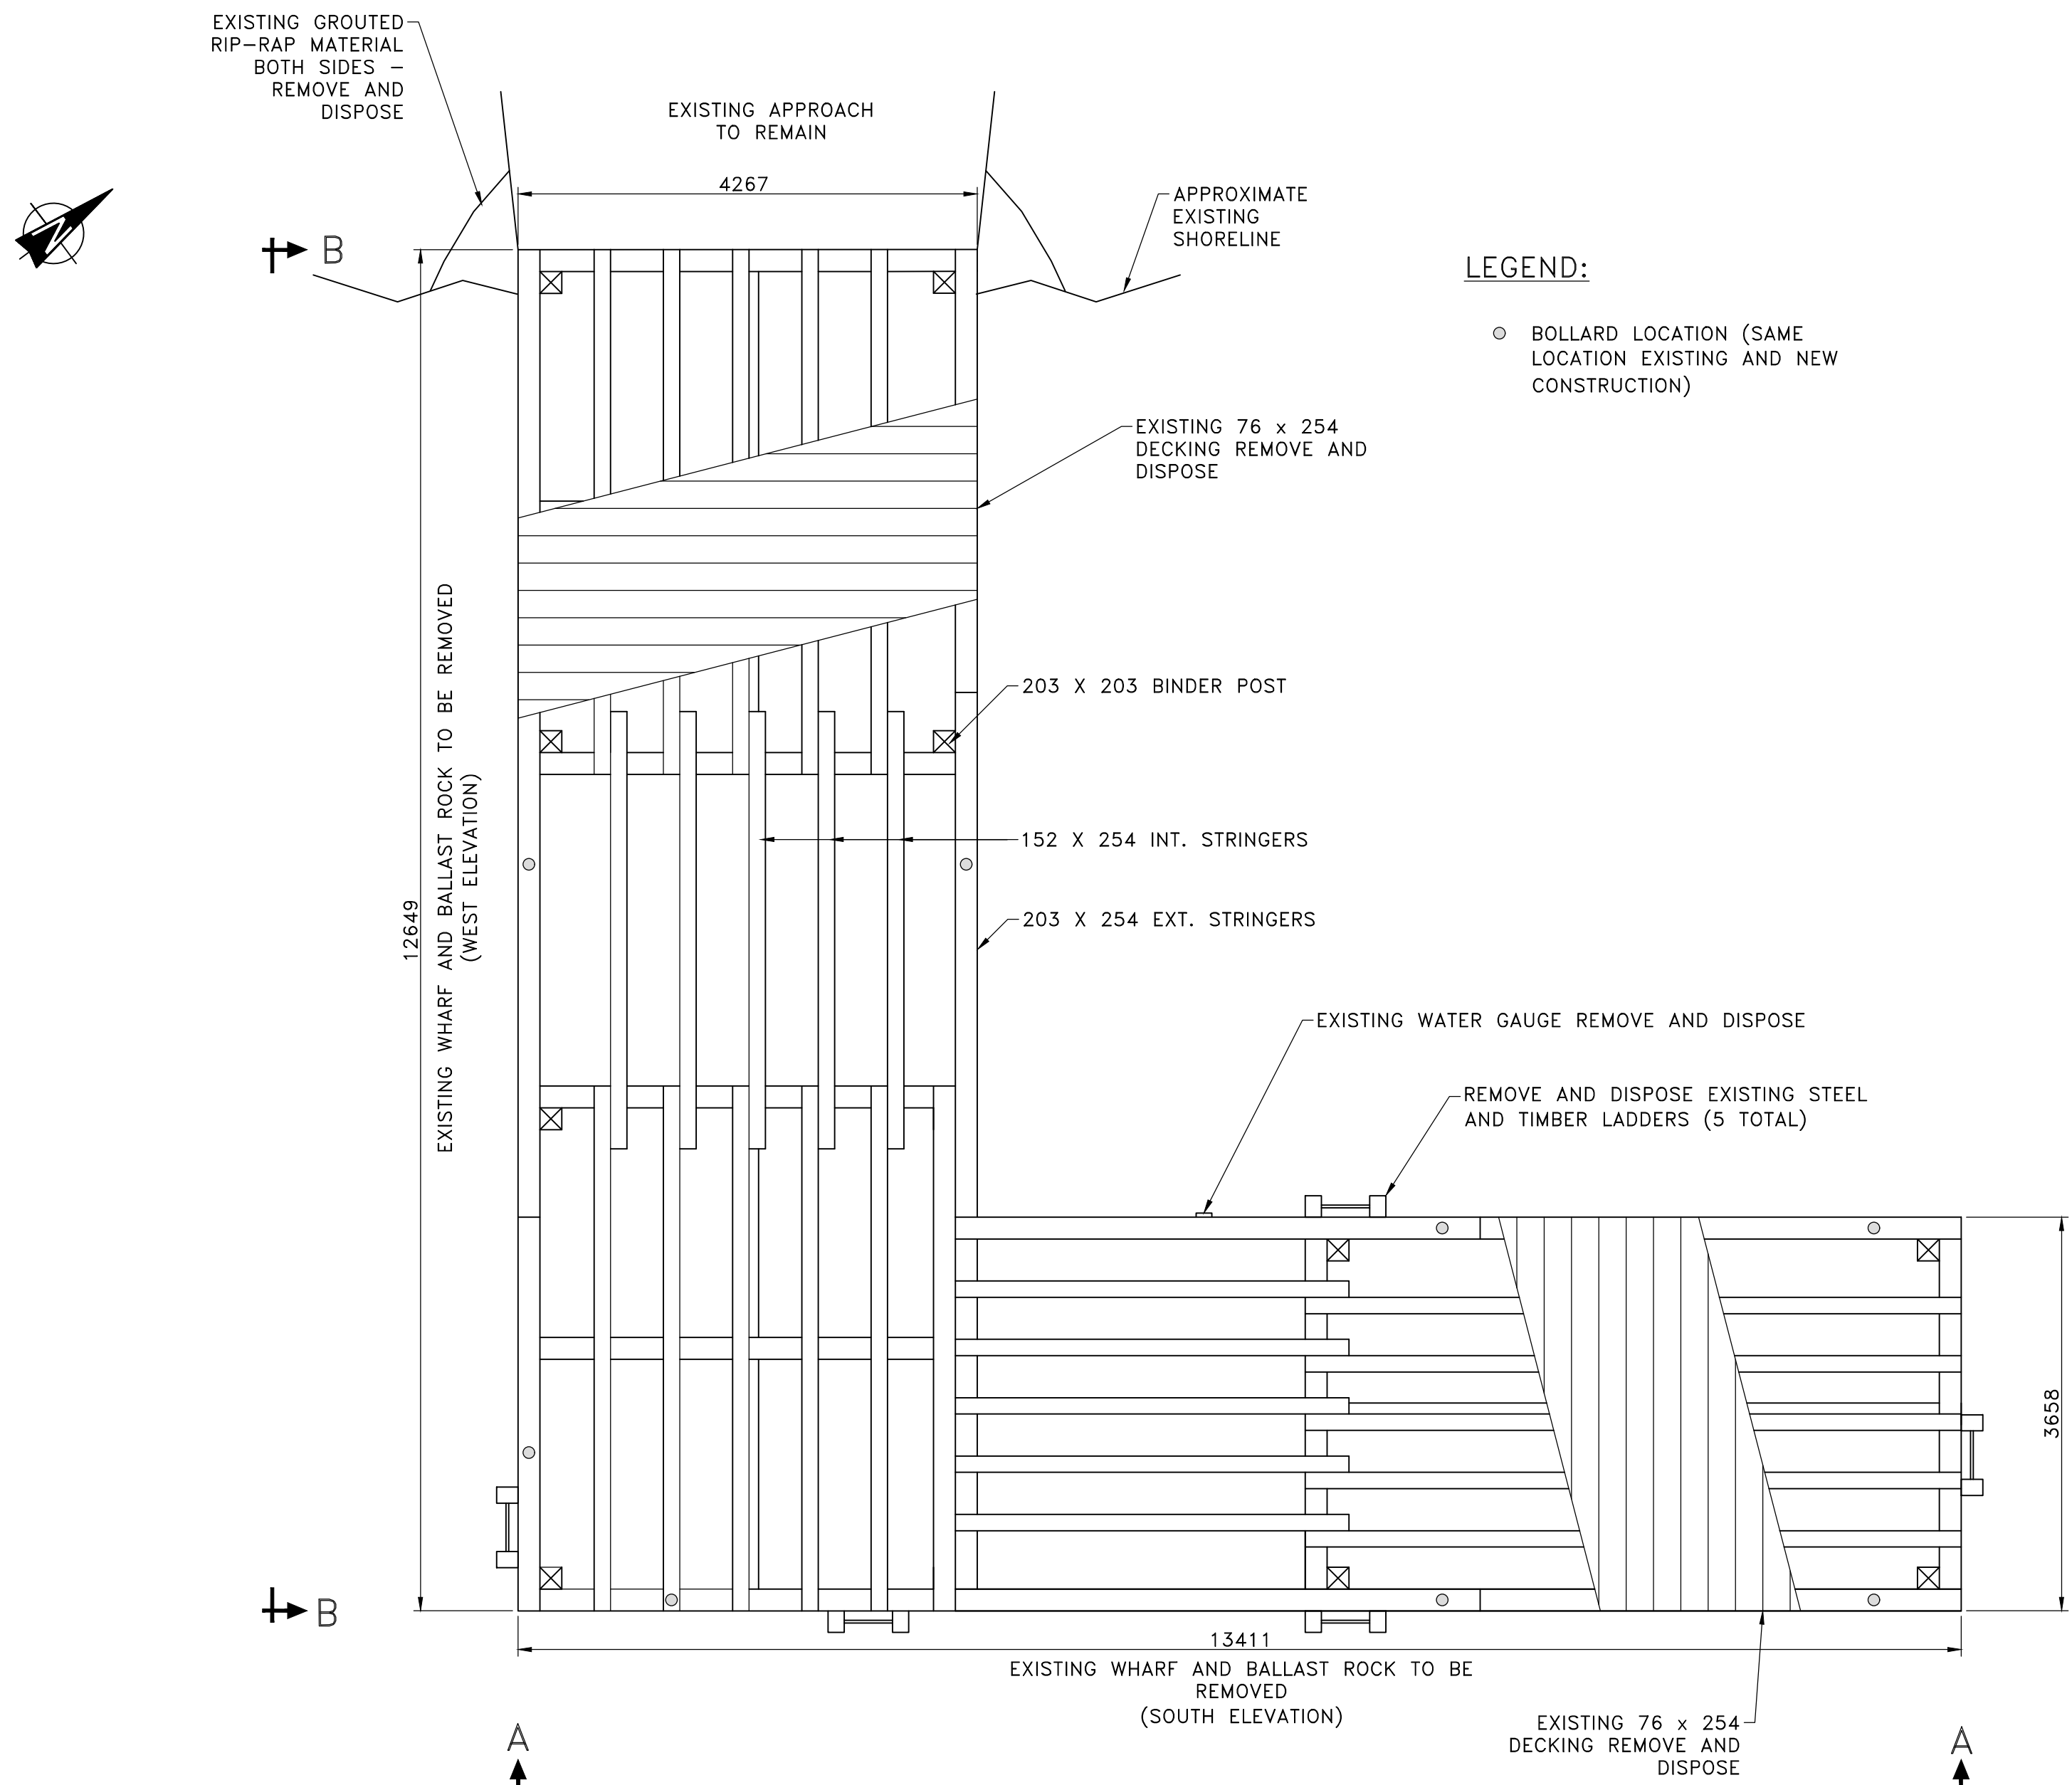 EXISTING GROUTED
RIP-RAP MATERIAL
BOTH SIDES -
REMOVE AND
DISPOSE
EXISTING APPROACH
TO REMAIN
4267
APPROXIMATE
EXISTING
SHORELINE
N
B
LEGEND:
BOLLARD LOCATION (SAME
LOCATION EXISTING AND NEW
CONSTRUCTION)
EXISTING 76 x 254
DECKING REMOVE AND
DISPOSE
203 X 203 BINDER POST
152 X 254 INT. STRINGERS
203 X 254 EXT. STRINGERS
12649
EXISTING WHARF AND BALLAST ROCK TO BE REMOVED
(WEST ELEVATION)
EXISTING WATER GAUGE REMOVE AND DISPOSE
REMOVE AND DISPOSE EXISTING STEEL
AND TIMBER LADDERS (5 TOTAL)
3658
B
13411
EXISTING WHARF AND BALLAST ROCK TO BE
REMOVED
(SOUTH ELEVATION)
EXISTING 76 x 254
DECKING REMOVE AND
DISPOSE
A
A